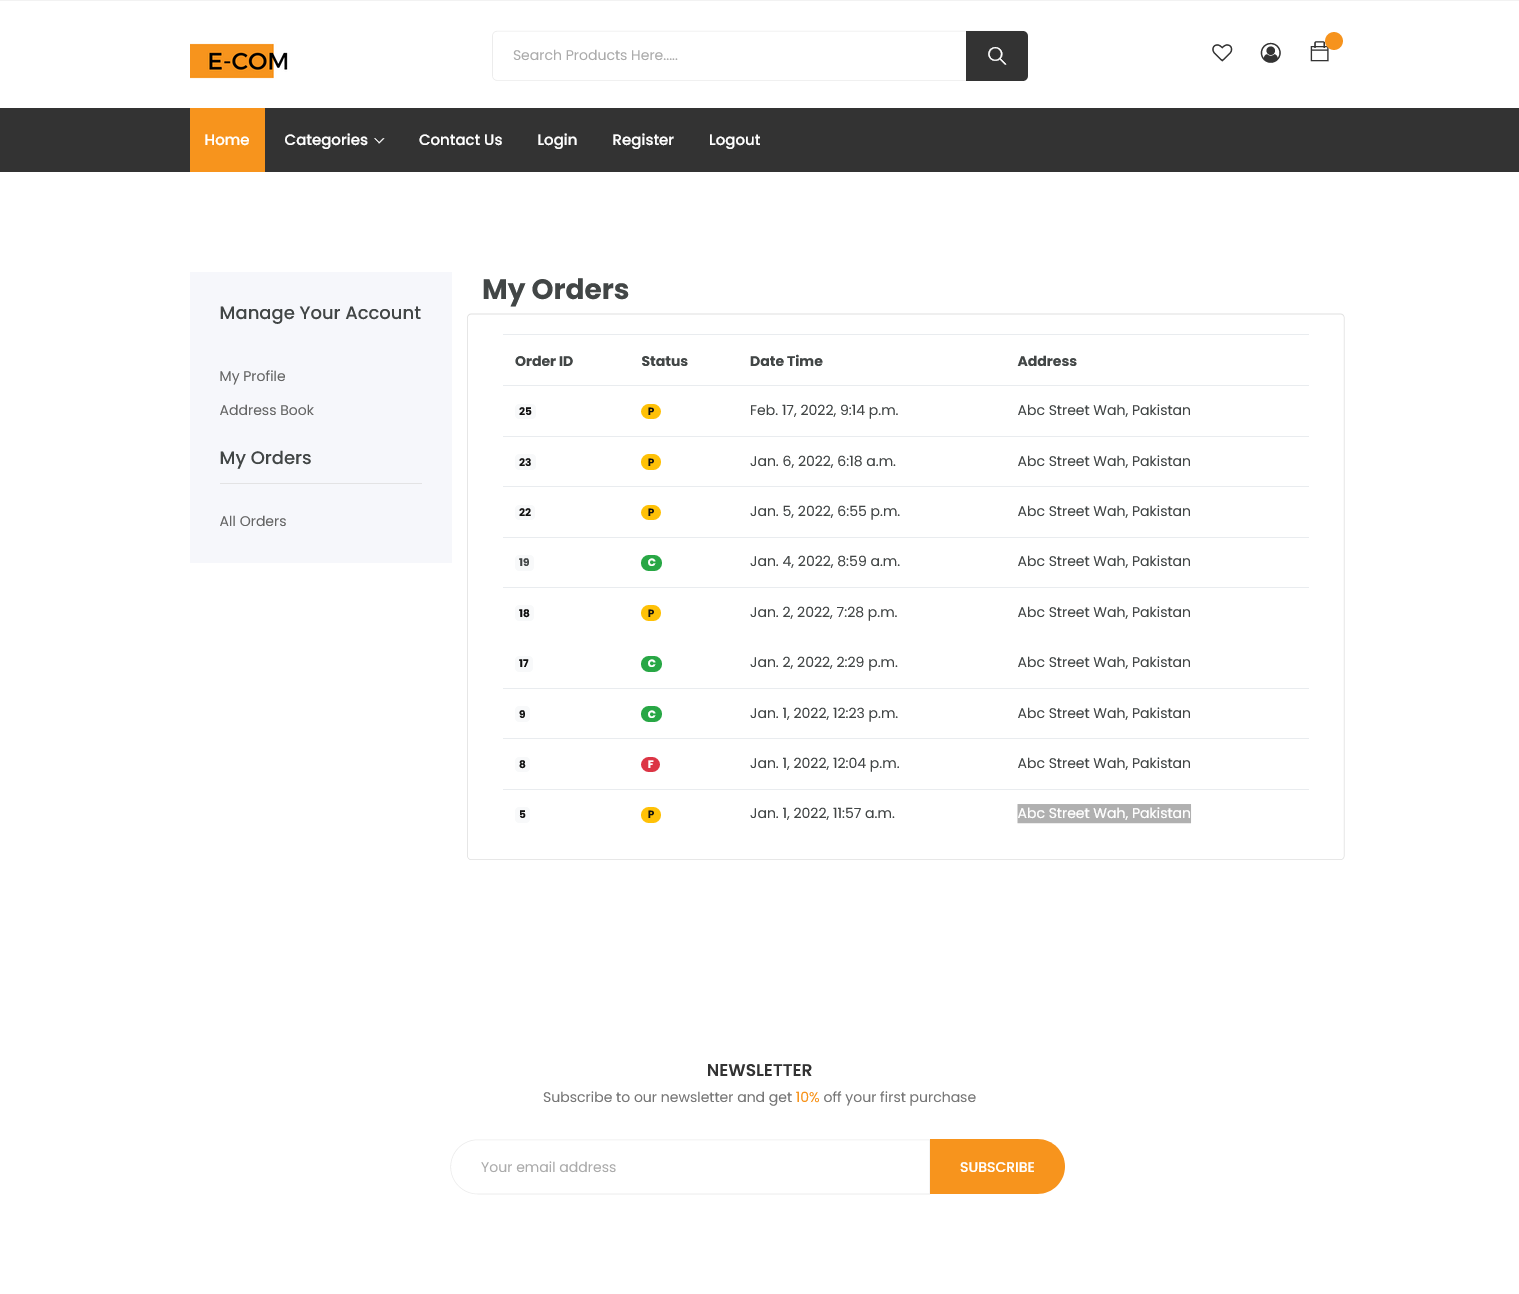 E-COM
Search Products Here.....
Home Categories Contact Us Login Register Logout
Manage Your Account
My Profile
Address Book
My Orders
All Orders
My Orders
Order ID Status Date Time Address
25 P Feb. 17, 2022, 9:14 p.m. Abc Street Wah, Pakistan
23 P Jan. 6, 2022, 6:18 a.m. Abc Street Wah, Pakistan
22 P Jan. 5, 2022, 6:55 p.m. Abc Street Wah, Pakistan
19 C Jan. 4, 2022, 8:59 a.m. Abc Street Wah, Pakistan
18 P Jan. 2, 2022, 7:28 p.m. Abc Street Wah, Pakistan
17 C Jan. 2, 2022, 2:29 p.m. Abc Street Wah, Pakistan
9 C Jan. 1, 2022, 12:23 p.m. Abc Street Wah, Pakistan
8 F Jan. 1, 2022, 12:04 p.m. Abc Street Wah, Pakistan
5 P Jan. 1, 2022, 11:57 a.m. Abc Street Wah, Pakistan
NEWSLETTER
Subscribe to our newsletter and get 10% off your first purchase
Your email address SUBSCRIBE